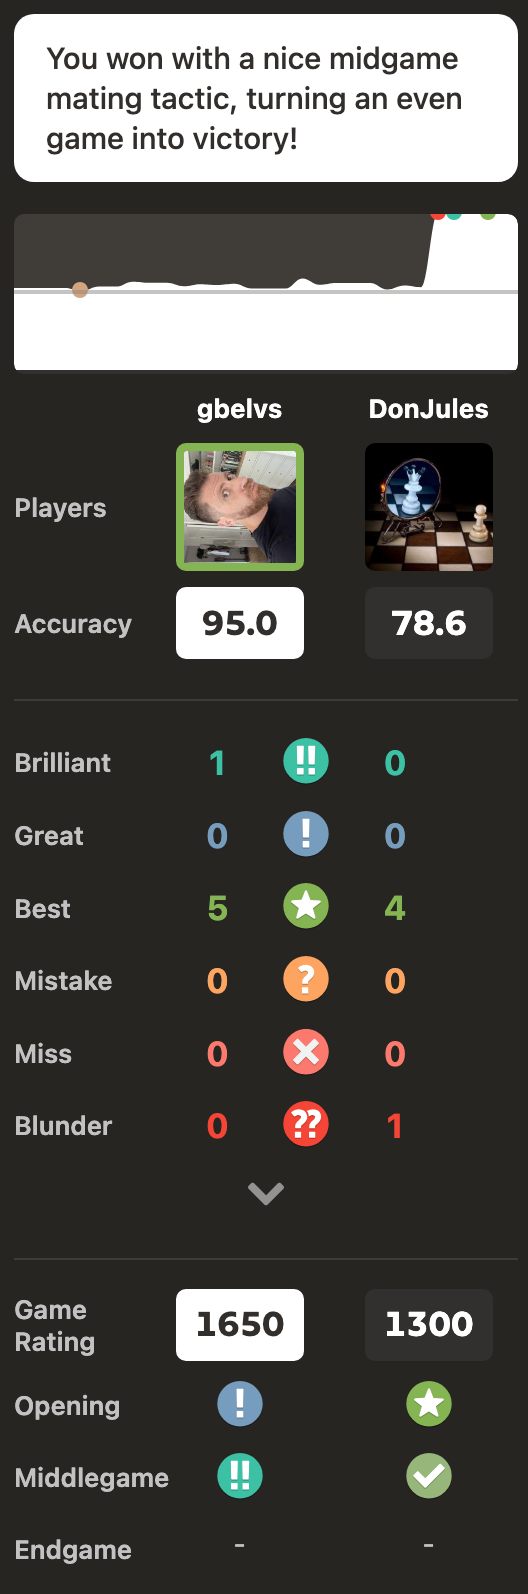 You won with a nice midgame
mating tactic, turning an even
game into victory!
gbelvs DonJules
Players
Accuracy 95.0 78.6
Brilliant 1 !! 0
Great 0 ! 0
Best 5 4
Mistake 0 ? 0
Miss 0 0
Blunder 0 ?? 1
Game
Rating 1650 1300
Opening !
Middlegame !!
Endgame - -